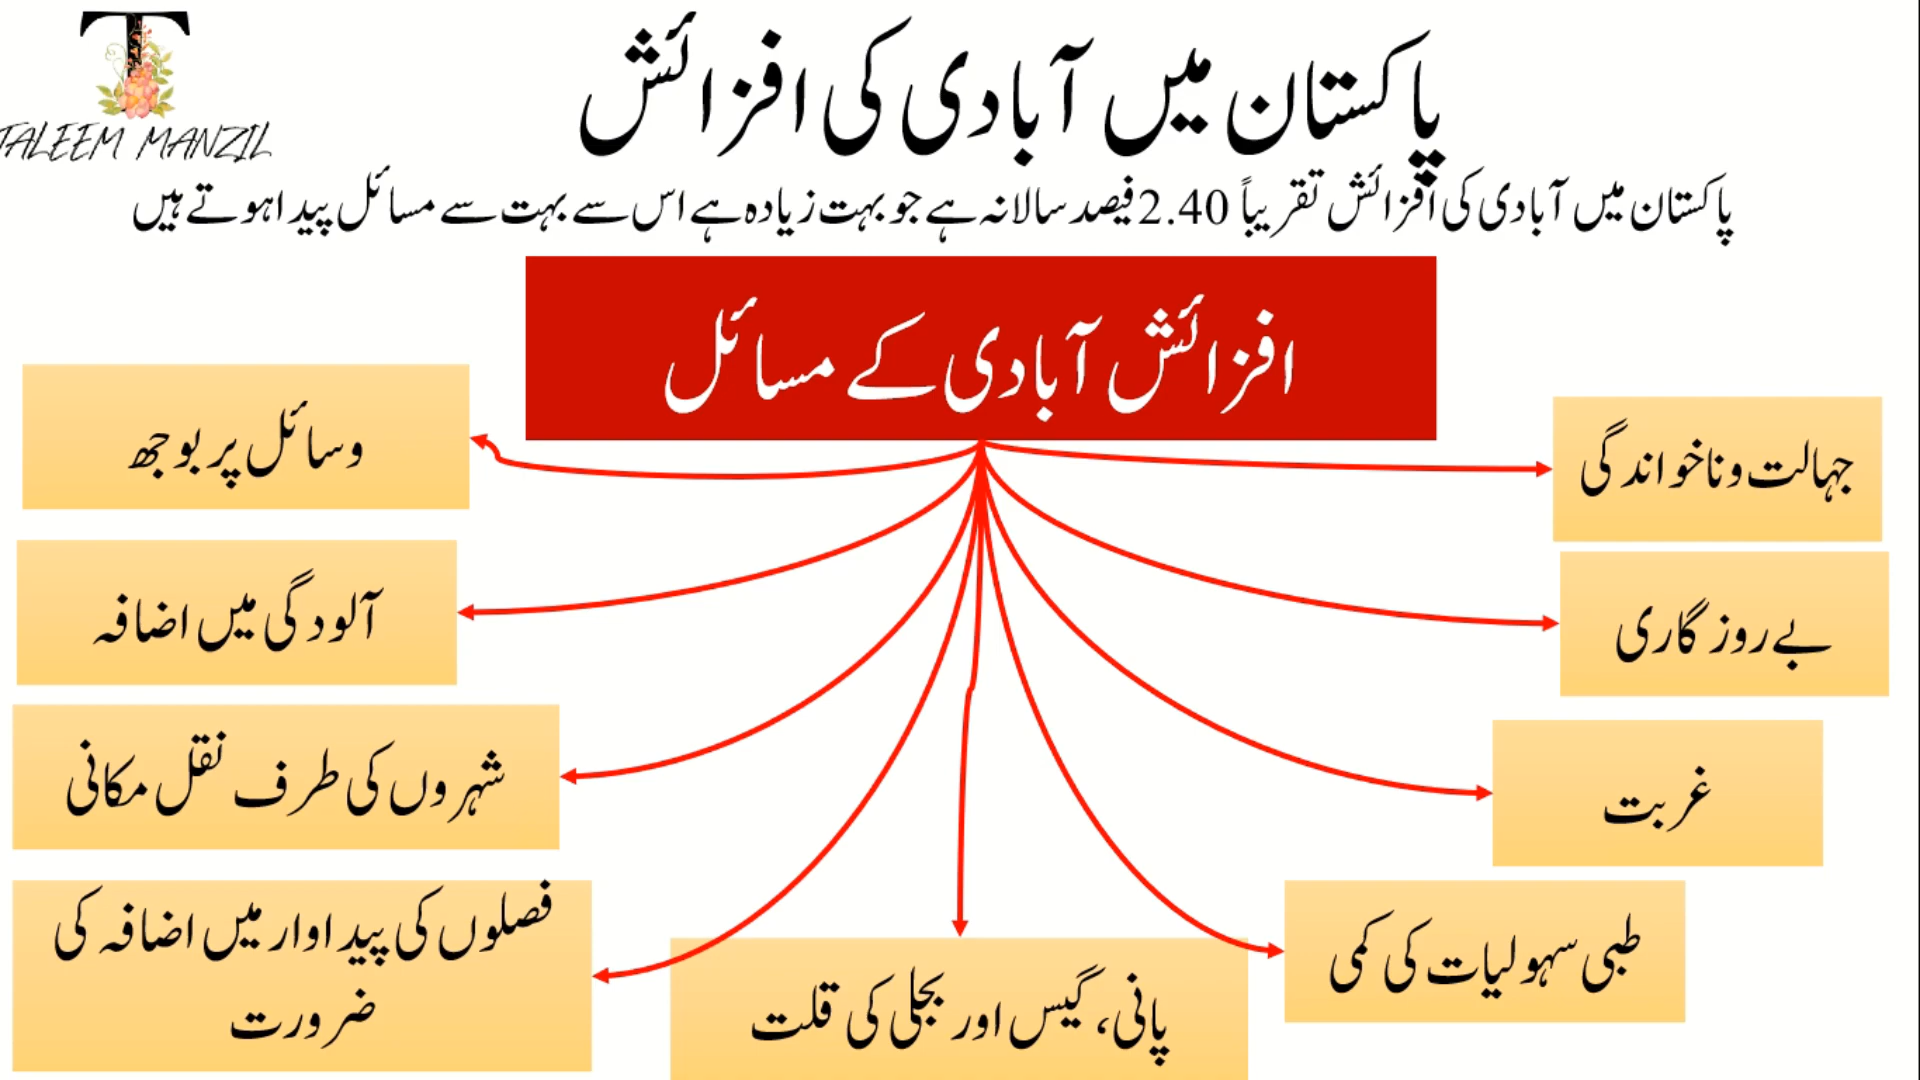 TALEEM MANZIL
پاکستان میں آبادی کی افزائش
پاکستان میں آبادی کی افزائش تقریباً 2.40 فیصد سالانہ ہے جو بہت زیادہ ہے اس سے بہت سے مسائل پیدا ہوتے ہیں
افزائش آبادی کے مسائل
جہالت و ناخواندگی
بے روزگاری
غربت
طبی سہولیات کی کمی
پانی، گیس اور بجلی کی قلت
وسائل پر بوجھ
آلودگی میں اضافہ
شہروں کی طرف نقل مکانی
فصلوں کی پیداوار میں اضافہ کی
ضرورت